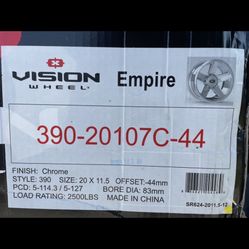 VISION
WHEEL
Empire
390-20107C-44
FINISH: Chrome
STYLE: 390 SIZE: 20 X 11.5 OFFSET:-44mm
PCD: 5-114.3 / 5-127 BORE DIA: 83mm
LOAD RATING: 2500LBS MADE IN CHINA